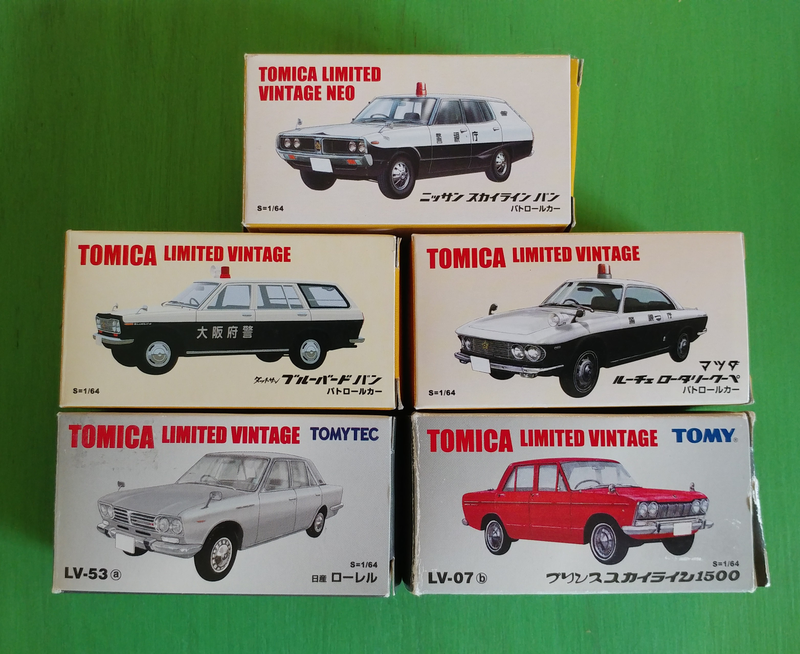 TOMICA LIMITED
VINTAGE NEO
警視庁
S=1/64
ニッサン スカイライン バン
パトロールカー
TOMICA LIMITED VINTAGE
大阪府警
S=1/64
ダットサン ブルーバード バン
パトロールカー
TOMICA LIMITED VINTAGE
警視庁
S=1/64
マツダ
ルーチェ ロータリークーペ
パトロールカー
TOMICA LIMITED VINTAGE TOMYTEC
S=1/64
LV-53 ⓐ
日産 ローレル
TOMICA LIMITED VINTAGE TOMY®
S=1/64
LV-07 ⓑ
プリンススカイライン1500